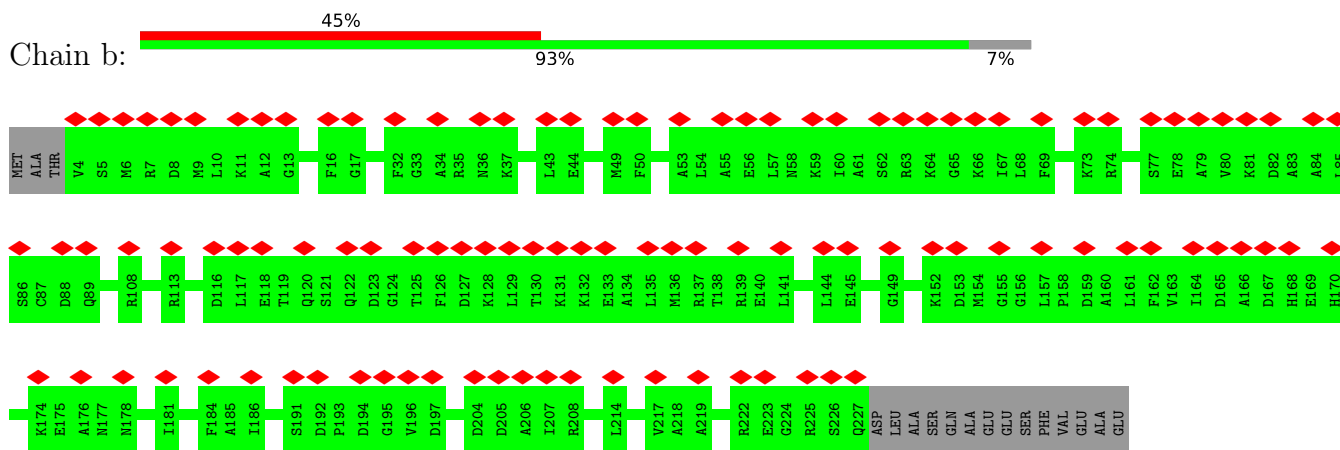 45%
Chain b:
93% 7%
MET ALA THR V4 S5 M6 R7 D8 M9 L10 K11 A12 G13 F16 G17 F32 G33 A34 R35 N36 K37 L43 E44 M49 F50 A53 L54 A55 E56 L57 N58 K59 I60 A61 S62 R63 K64 G65 K66 I67 L68 F69 K73 R74 S77 E78 A79 V80 K81 D82 A83 A84 L85
S86 C87 D88 Q89 R108 R113 D116 L117 E118 T119 Q120 S121 Q122 D123 G124 T125 F126 D127 K128 L129 T130 K131 K132 E133 A134 L135 M136 R137 T138 R139 E140 L141 L144 E145 G149 K152 D153 M154 G155 G156 L157 P158 D159 A160 L161 F162 V163 I164 D165 A166 D167 H168 E169 H170
K174 E175 A176 N177 N178 I181 F184 A185 I186 S191 D192 P193 D194 G195 V196 D197 D204 D205 A206 I207 R208 L214 V217 A218 A219 R222 E223 G224 R225 S226 Q227 ASP LEU ALA SER GLN ALA GLU GLU SER PHE VAL GLU ALA GLU